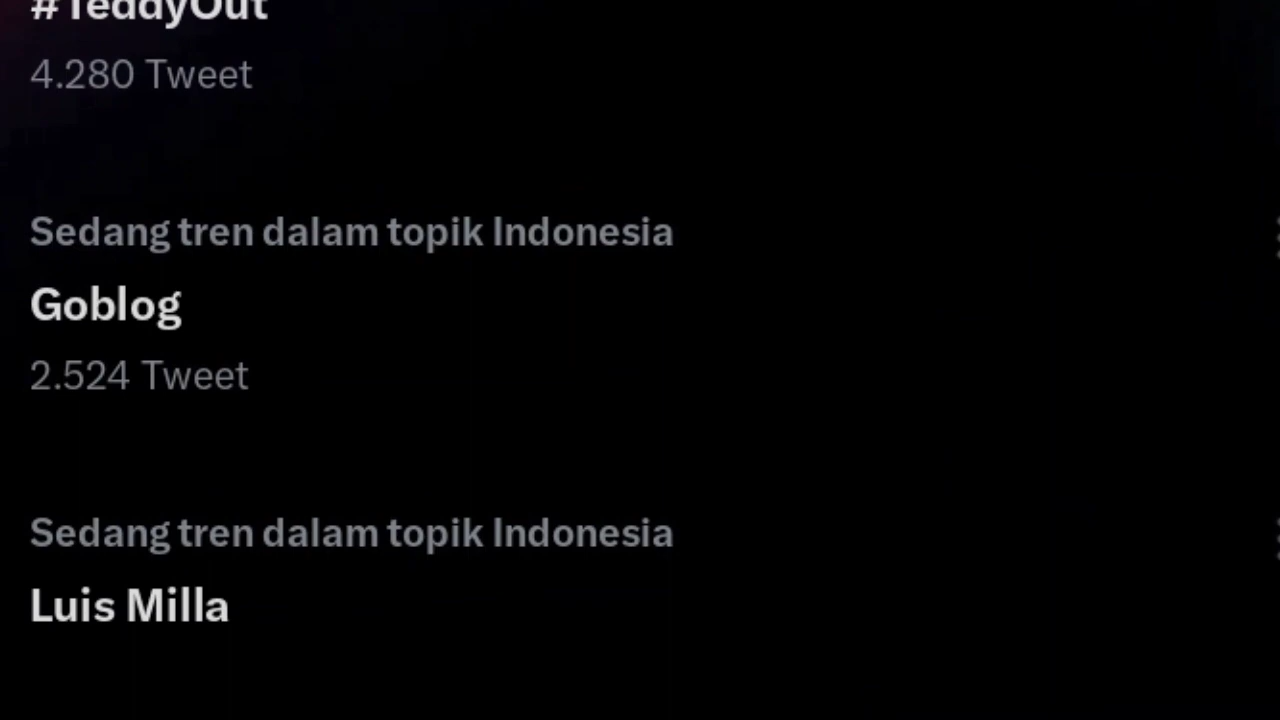 #TeddyOut
4.280 Tweet
Sedang tren dalam topik Indonesia
Goblog
2.524 Tweet
Sedang tren dalam topik Indonesia
Luis Milla